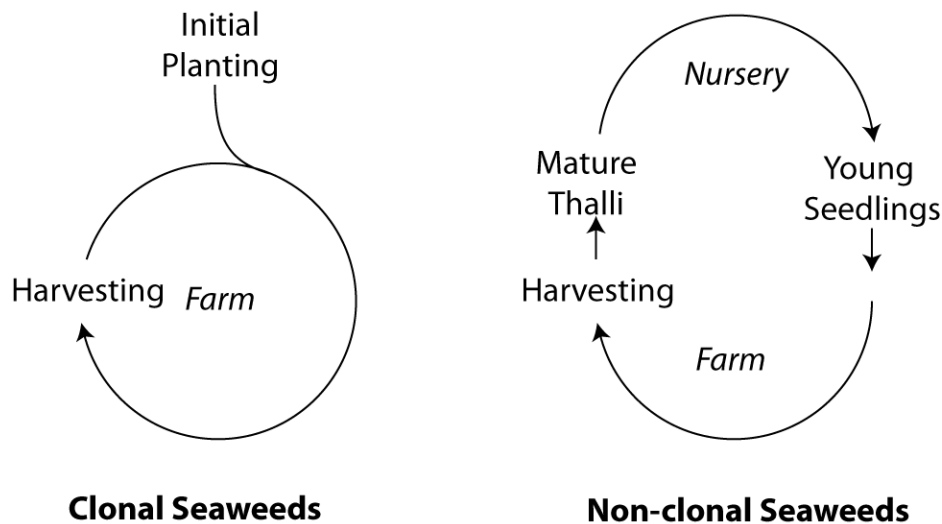 Initial
Planting
Harvesting
Farm
Clonal Seaweeds
Nursery
Mature
Thalli
Young
Seedlings
Harvesting
Farm
Non-clonal Seaweeds